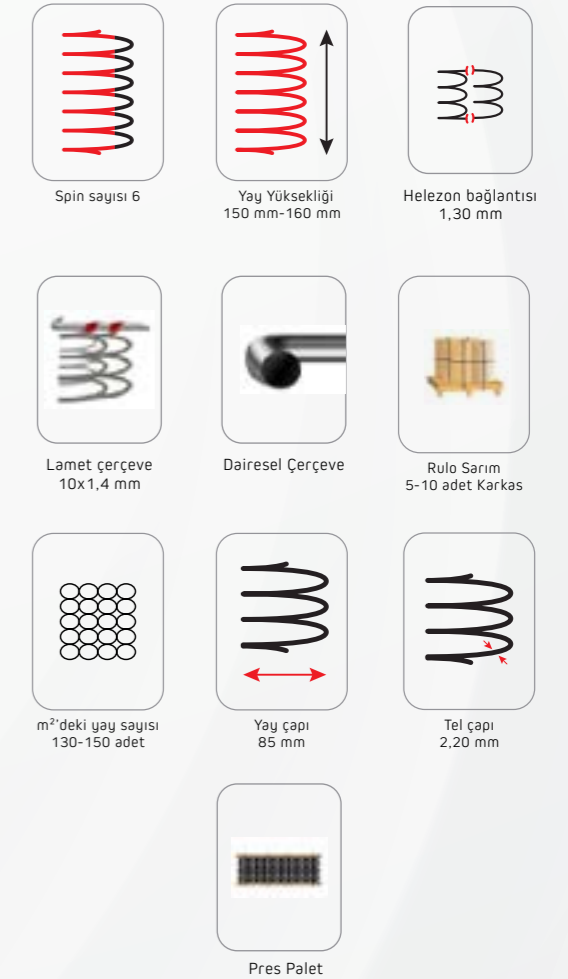 Spin sayısı 6
Yay Yüksekliği
150 mm-160 mm
Helezon bağlantısı
1,30 mm
Lamet çerçeve
10x1,4 mm
Dairesel Çerçeve
Rulo Sarım
5-10 adet Karkas
m²'deki yay sayısı
130-150 adet
Yay çapı
85 mm
Tel çapı
2,20 mm
Pres Palet